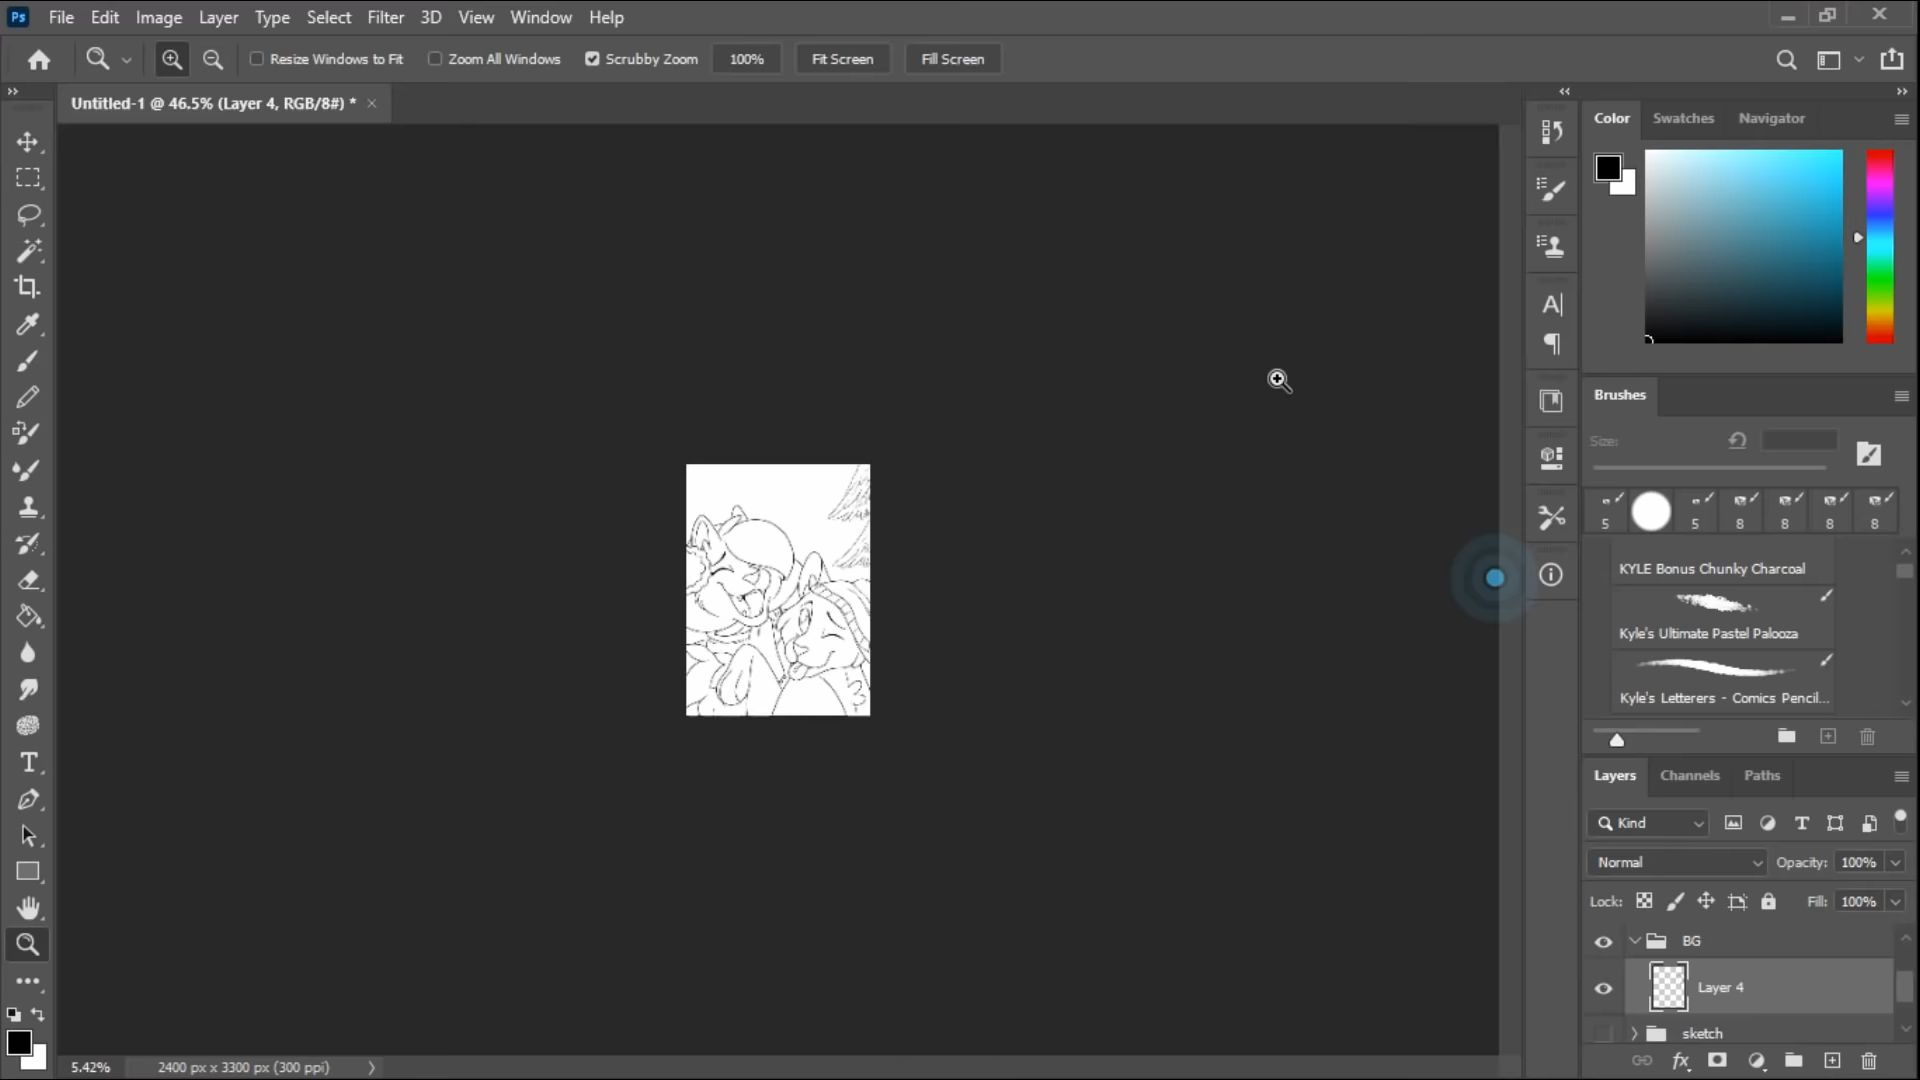 Ps File Edit Image Layer Type Select Filter 3D View Window Help
Resize Windows to Fit Zoom All Windows Scrubby Zoom 100% Fit Screen Fill Screen
Untitled-1 @ 46.5% (Layer 4, RGB/8#) *
Color Swatches Navigator
Brushes
Size:
5 5 8 8 8 8
KYLE Bonus Chunky Charcoal
Kyle's Ultimate Pastel Palooza
Kyle's Letterers - Comics Pencil...
Layers Channels Paths
Kind
Normal Opacity: 100%
Lock: Fill: 100%
BG
Layer 4
sketch
5.42% 2400 px x 3300 px (300 ppi)